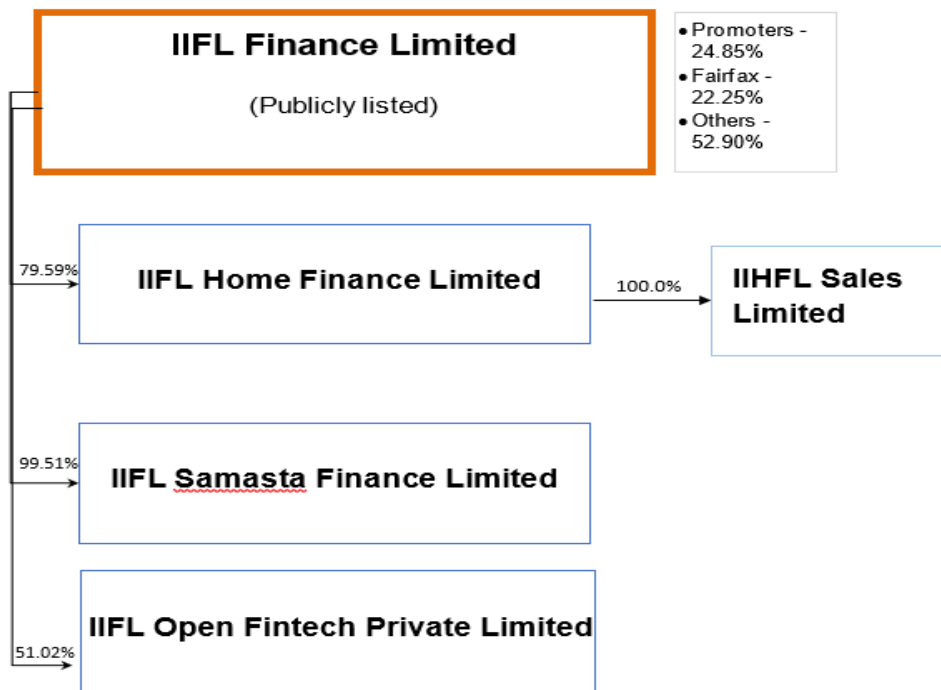 IIFL Finance Limited
(Publicly listed)
• Promoters -
24.85%
• Fairfax -
22.25%
• Others -
52.90%
79.59%
IIFL Home Finance Limited
100.0%
IIHFL Sales
Limited
99.51%
IIFL Samasta Finance Limited
IIFL Open Fintech Private Limited
51.02%